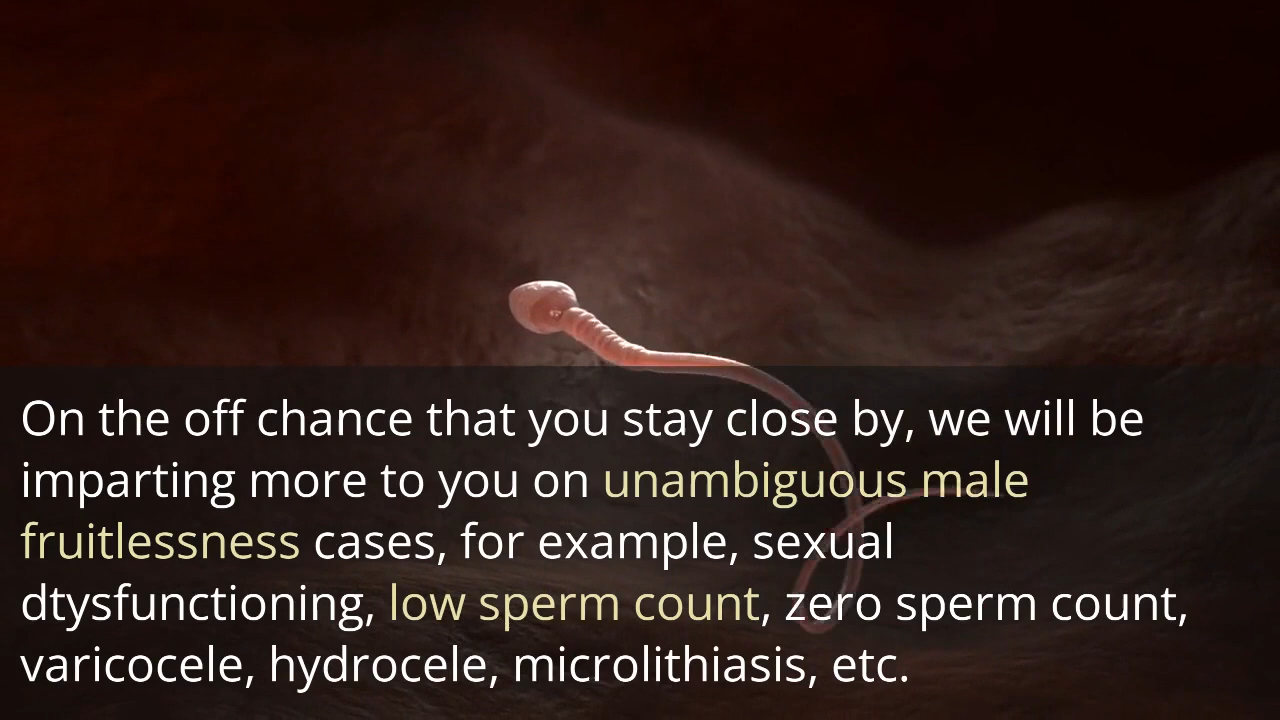 On the off chance that you stay close by, we will be
imparting more to you on unambiguous male
fruitlessness cases, for example, sexual
dtysfunctioning, low sperm count, zero sperm count,
varicocele, hydrocele, microlithiasis, etc.